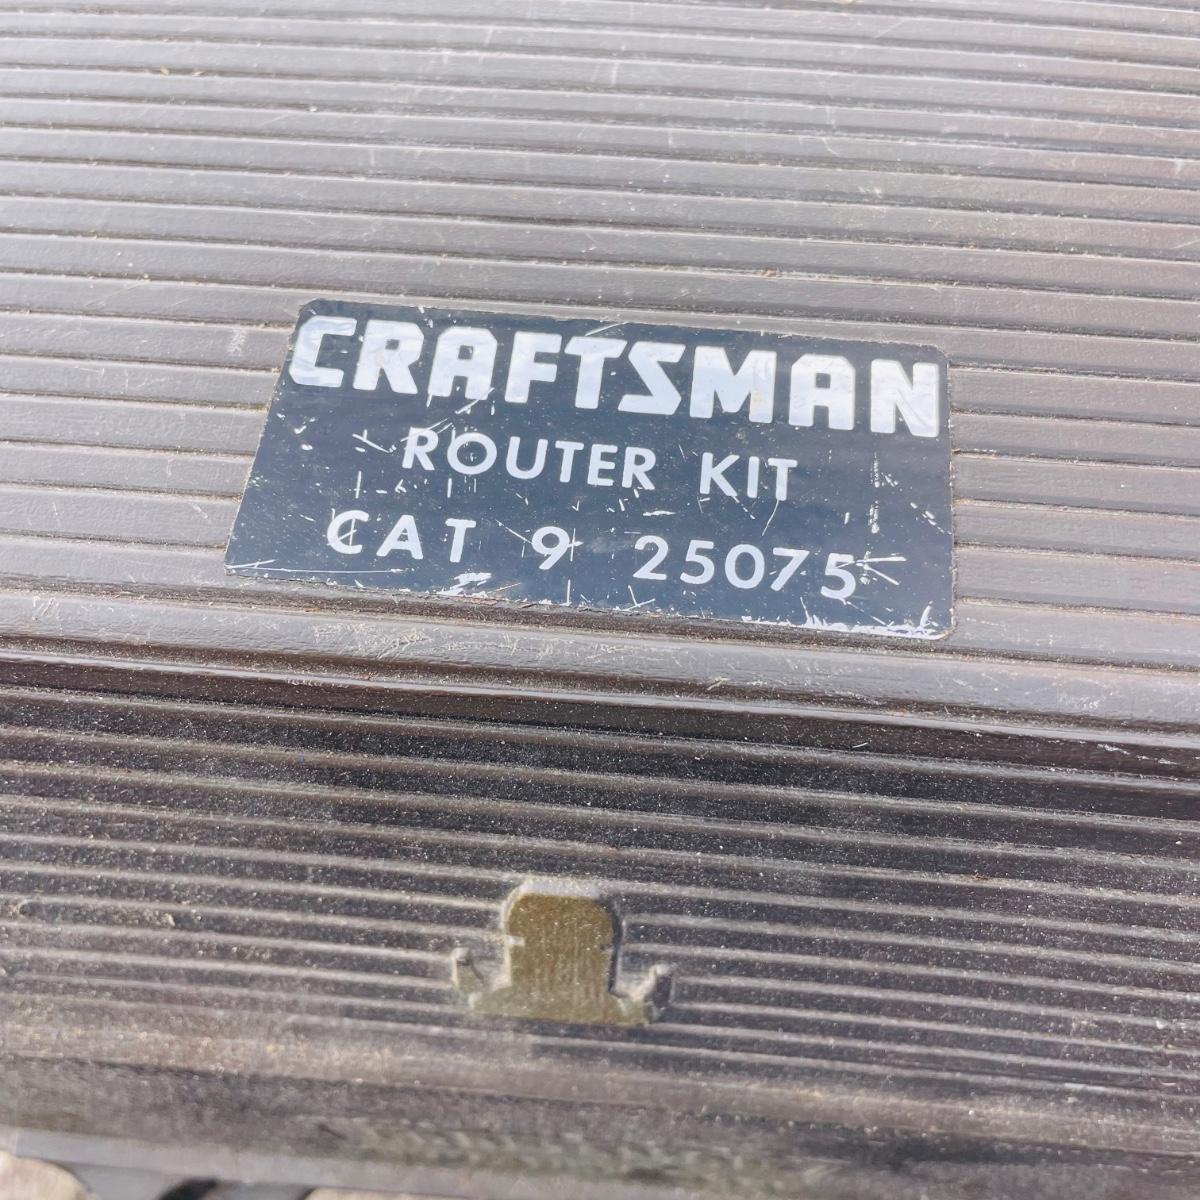 CRAFTSMAN
ROUTER KIT
CAT 9 25075